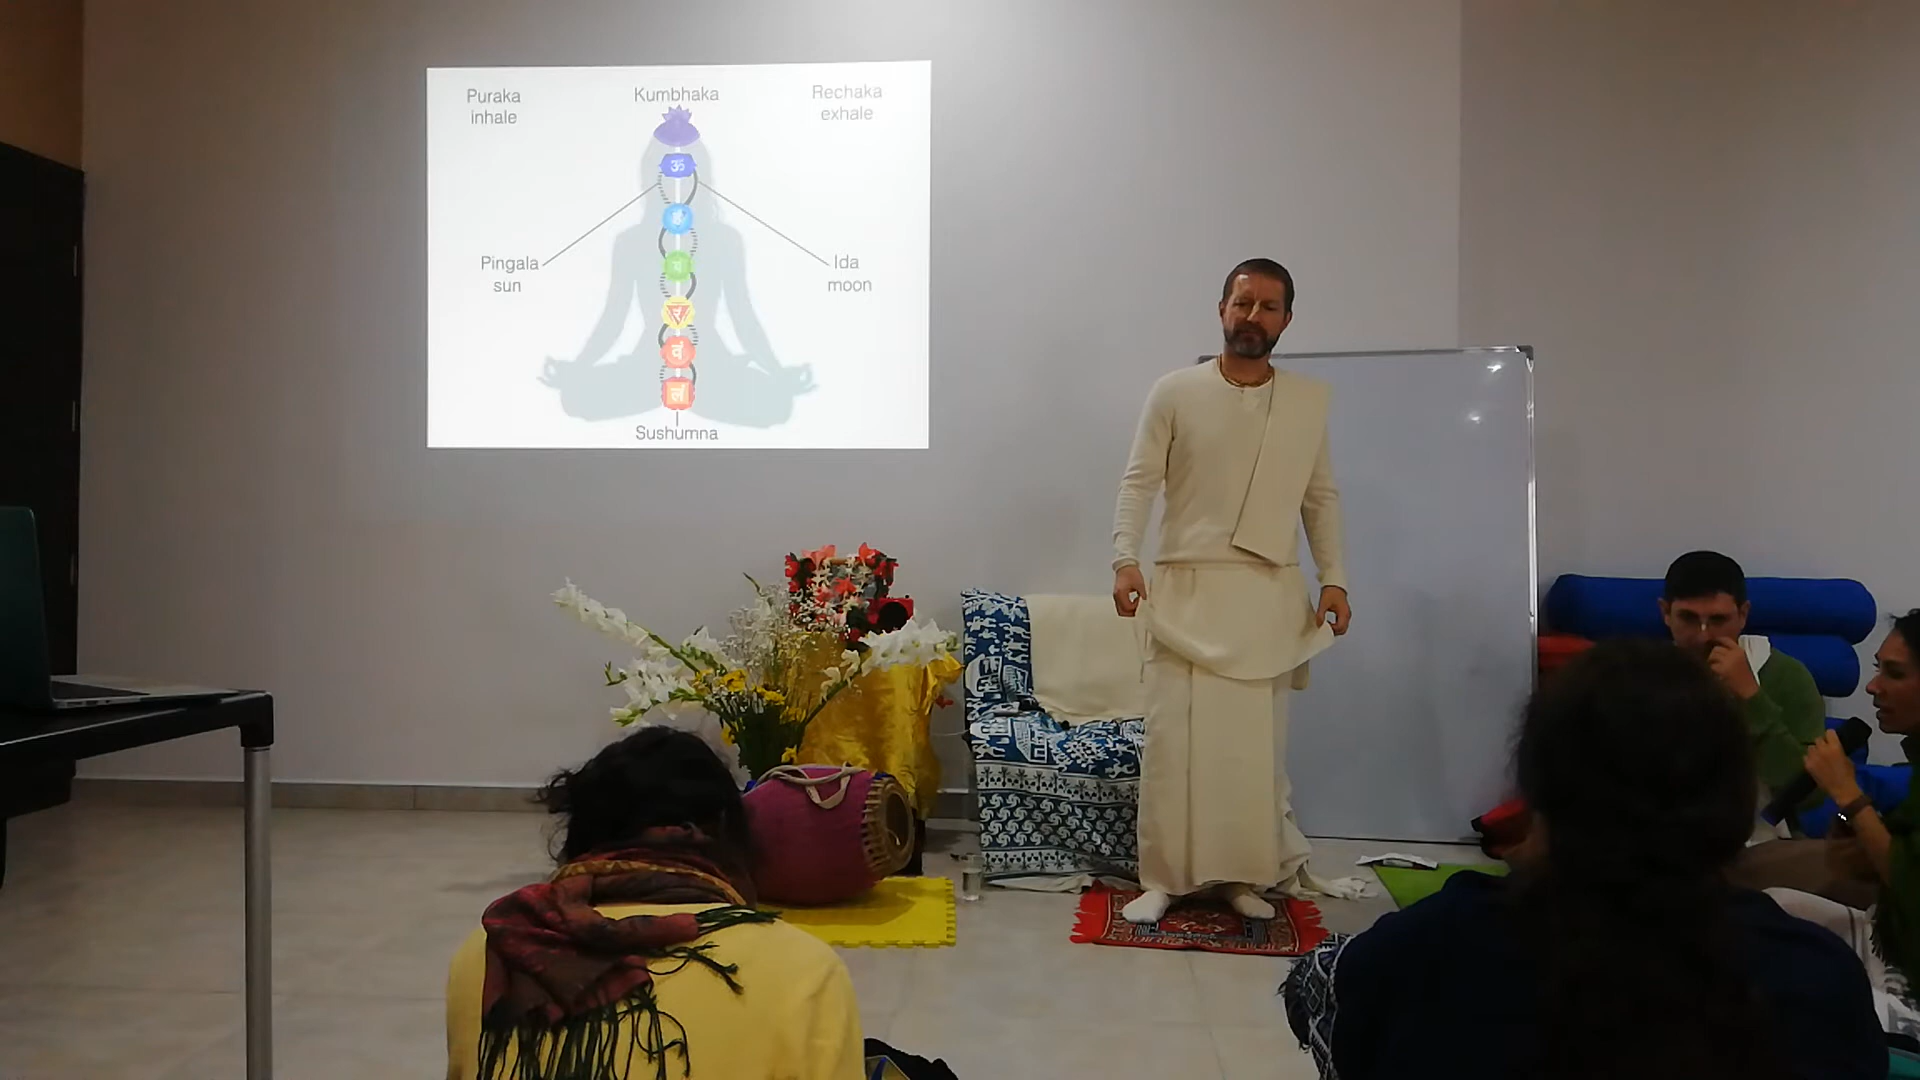 Puraka
inhale
Kumbhaka
Rechaka
exhale
ॐ
हं
यं
Pingala
sun
Ida
moon
रं
वं
लं
Sushumna